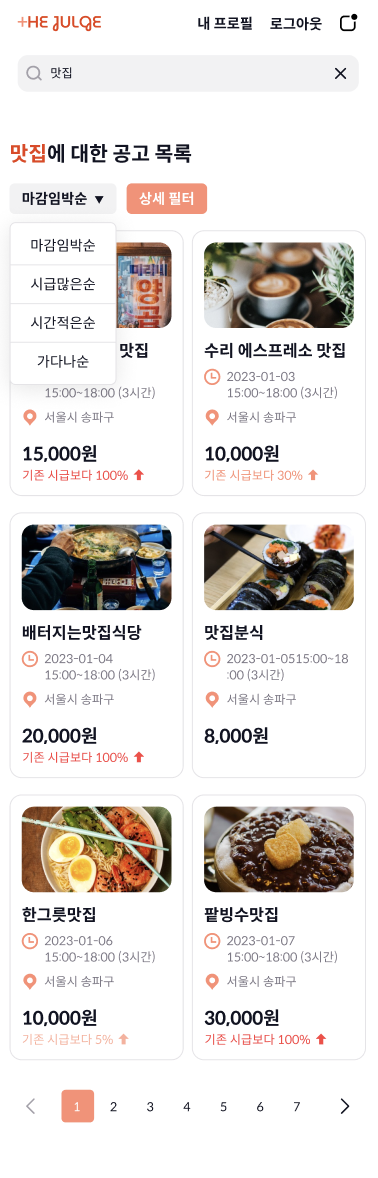 THE JULGE
내 프로필 로그아웃
맛집
맛집에 대한 공고 목록
마감임박순 ▼ 상세 필터
마감임박순
시급많은순
시간적은순
가다나순
미리내
맛집
15:00~18:00 (3시간)
서울시 송파구
15,000원
기존 시급보다 100%
수리 에스프레소 맛집
2023-01-03
15:00~18:00 (3시간)
서울시 송파구
10,000원
기존 시급보다 30%
배터지는맛집식당
2023-01-04
15:00~18:00 (3시간)
서울시 송파구
20,000원
기존 시급보다 100%
맛집분식
2023-01-0515:00~18
:00 (3시간)
서울시 송파구
8,000원
한그릇맛집
2023-01-06
15:00~18:00 (3시간)
서울시 송파구
10,000원
기존 시급보다 5%
팥빙수맛집
2023-01-07
15:00~18:00 (3시간)
서울시 송파구
30,000원
기존 시급보다 100%
1 2 3 4 5 6 7